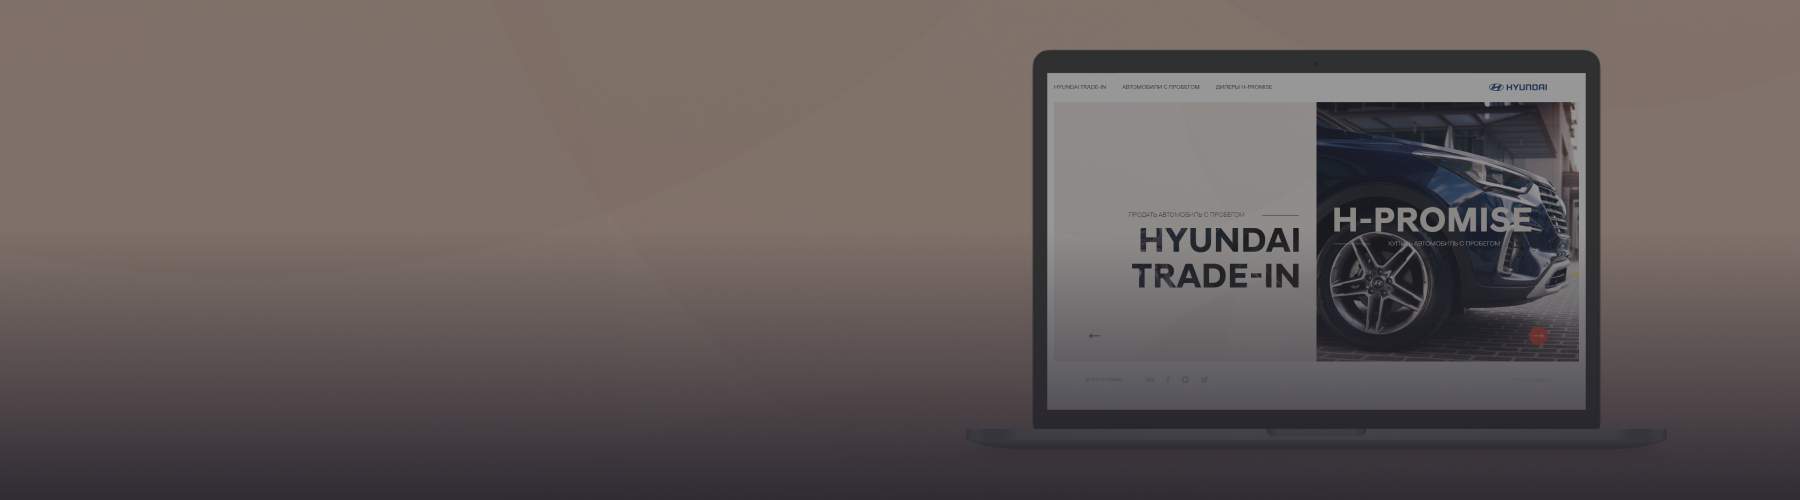 HYUNDAI TRADE-IN АВТОМОБИЛИ С ПРОБЕГОМ ДИЛЕРЫ H-PROMISE HYUNDAI
ПРОДАТЬ АВТОМОБИЛЬ С ПРОБЕГОМ
HYUNDAI
TRADE-IN
H-PROMISE
КУПИТЬ АВТОМОБИЛЬ С ПРОБЕГОМ